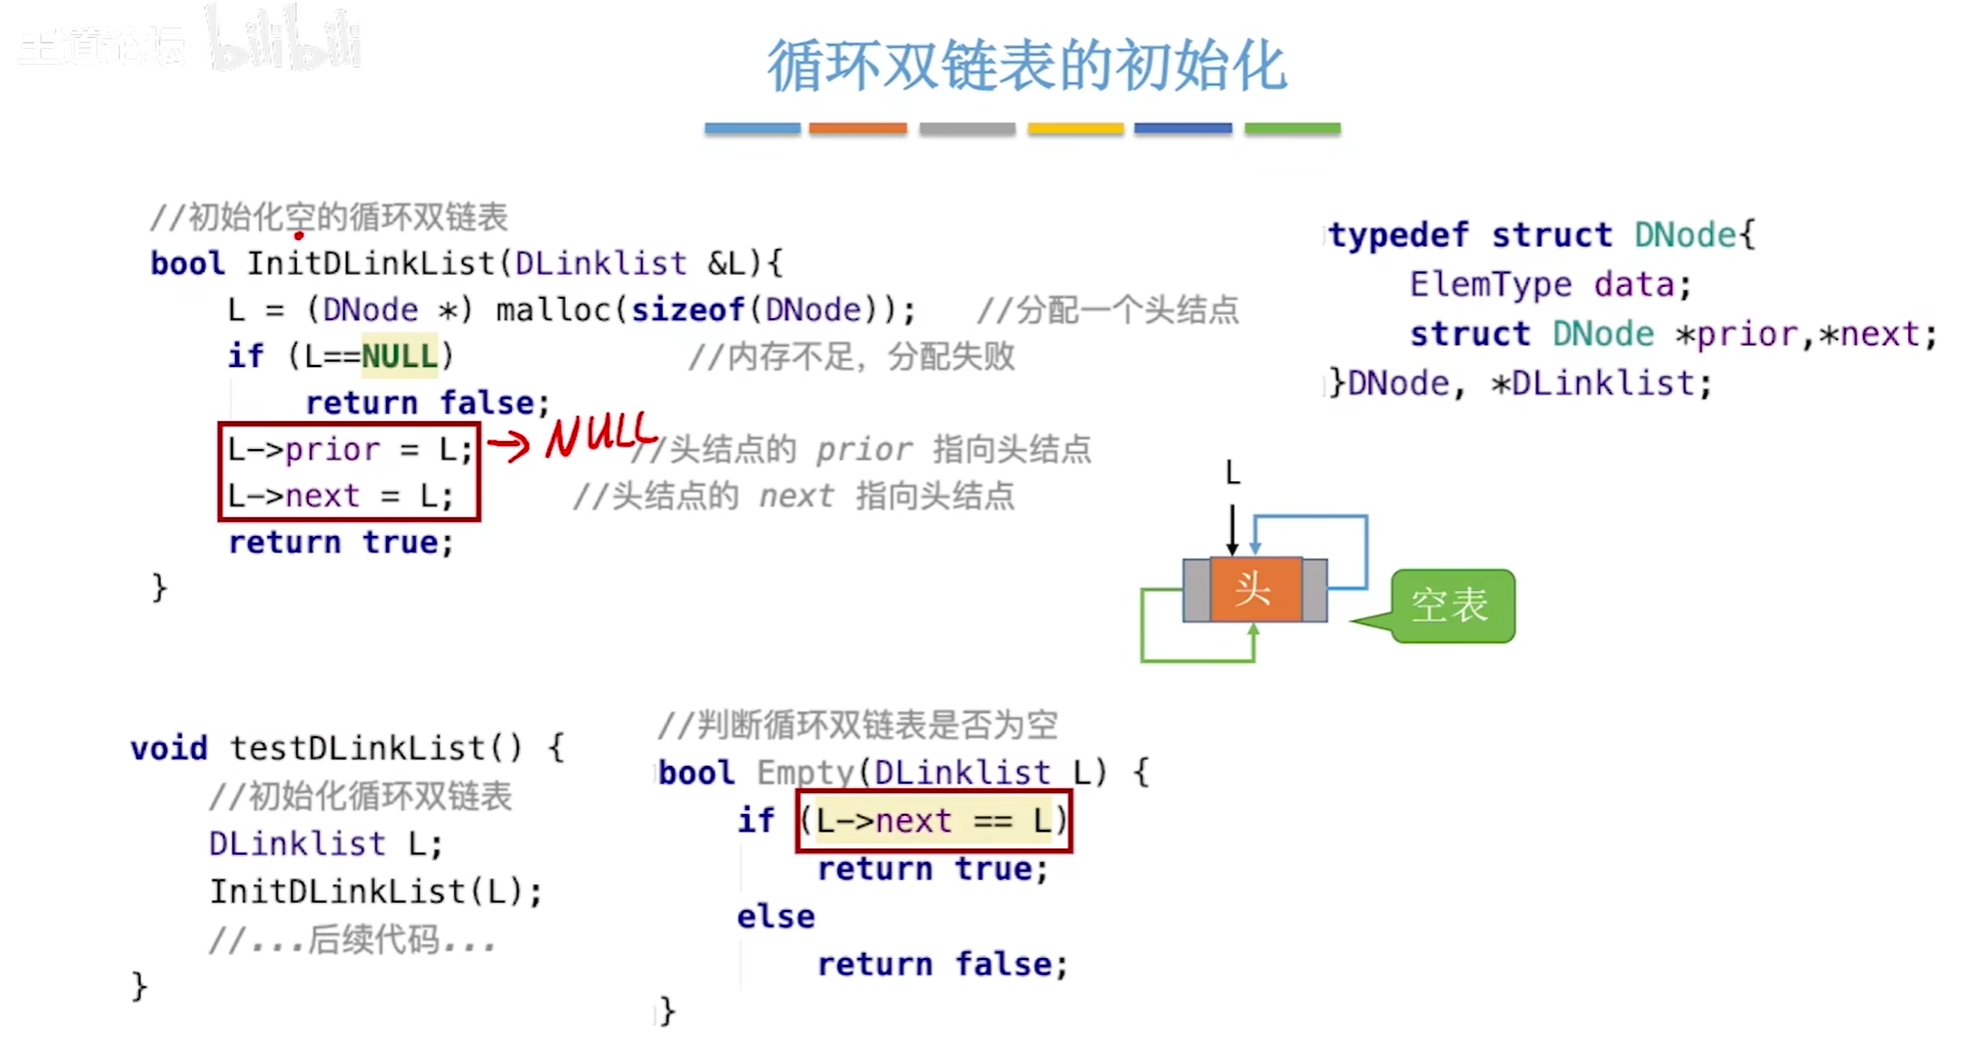 王道论坛 bilibili
循环双链表的初始化
//初始化空的循环双链表
bool InitDLinkList(DLinklist &L){
L = (DNode *) malloc(sizeof(DNode)); //分配一个头结点
if (L==NULL) //内存不足，分配失败
return false;
L->prior = L; → NULL //头结点的 prior 指向头结点
L->next = L; //头结点的 next 指向头结点
return true;
}
typedef struct DNode{
ElemType data;
struct DNode *prior,*next;
}DNode, *DLinklist;
L
头
空表
void testDLinkList() {
//初始化循环双链表
DLinklist L;
InitDLinkList(L);
//...后续代码...
}
//判断循环双链表是否为空
bool Empty(DLinklist L) {
if (L->next == L)
return true;
else
return false;
}